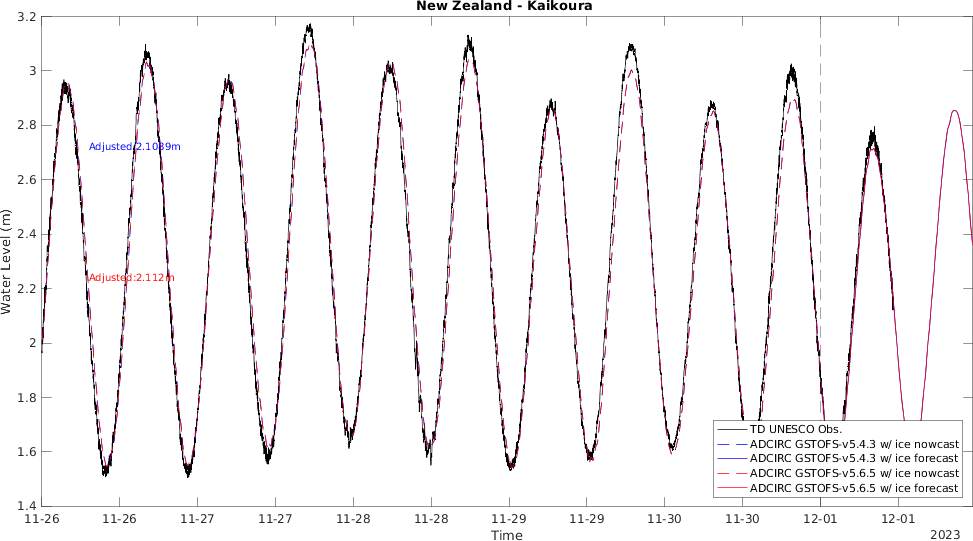 New Zealand - Kaikoura
3.2
3
2.8
2.6
2.4
2.2
2
1.8
1.6
1.4
Water Level (m)
Adjusted:2.1089m
Adjusted:2.112m
TD UNESCO Obs.
ADCIRC GSTOFS-v5.4.3 w/ ice nowcast
ADCIRC GSTOFS-v5.4.3 w/ ice forecast
ADCIRC GSTOFS-v5.6.5 w/ ice nowcast
ADCIRC GSTOFS-v5.6.5 w/ ice forecast
11-26 11-26 11-27 11-27 11-28 11-28 11-29 11-29 11-30 11-30 12-01 12-01
Time
2023